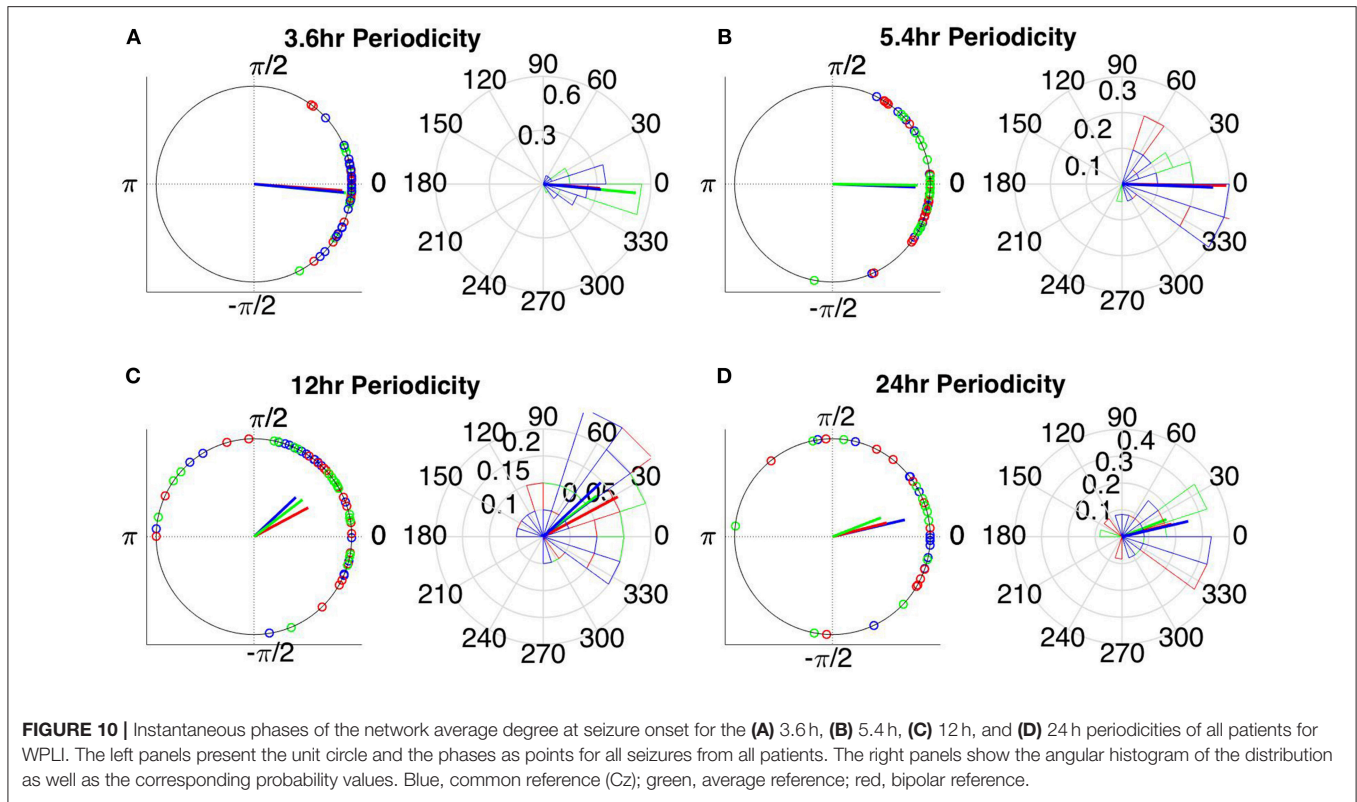 A
3.6hr Periodicity
π/2
π
0
-π/2
90
120
60
0.6
150
30
0.3
180
0
210
330
240
300
270
B
5.4hr Periodicity
π/2
π
0
-π/2
90
120
60
0.3
150
0.2
30
0.1
180
0
210
330
240
300
270
C
12hr Periodicity
π/2
π
0
-π/2
90
120
0.2
60
150
0.15
30
0.1
0.05
180
0
210
330
240
300
270
D
24hr Periodicity
π/2
π
0
-π/2
90
120
0.4
60
150
0.3
30
0.2
0.1
180
0
210
330
240
300
270
FIGURE 10 | Instantaneous phases of the network average degree at seizure onset for the (A) 3.6 h, (B) 5.4 h, (C) 12 h, and (D) 24 h periodicities of all patients for
WPLI. The left panels present the unit circle and the phases as points for all seizures from all patients. The right panels show the angular histogram of the distribution
as well as the corresponding probability values. Blue, common reference (Cz); green, average reference; red, bipolar reference.